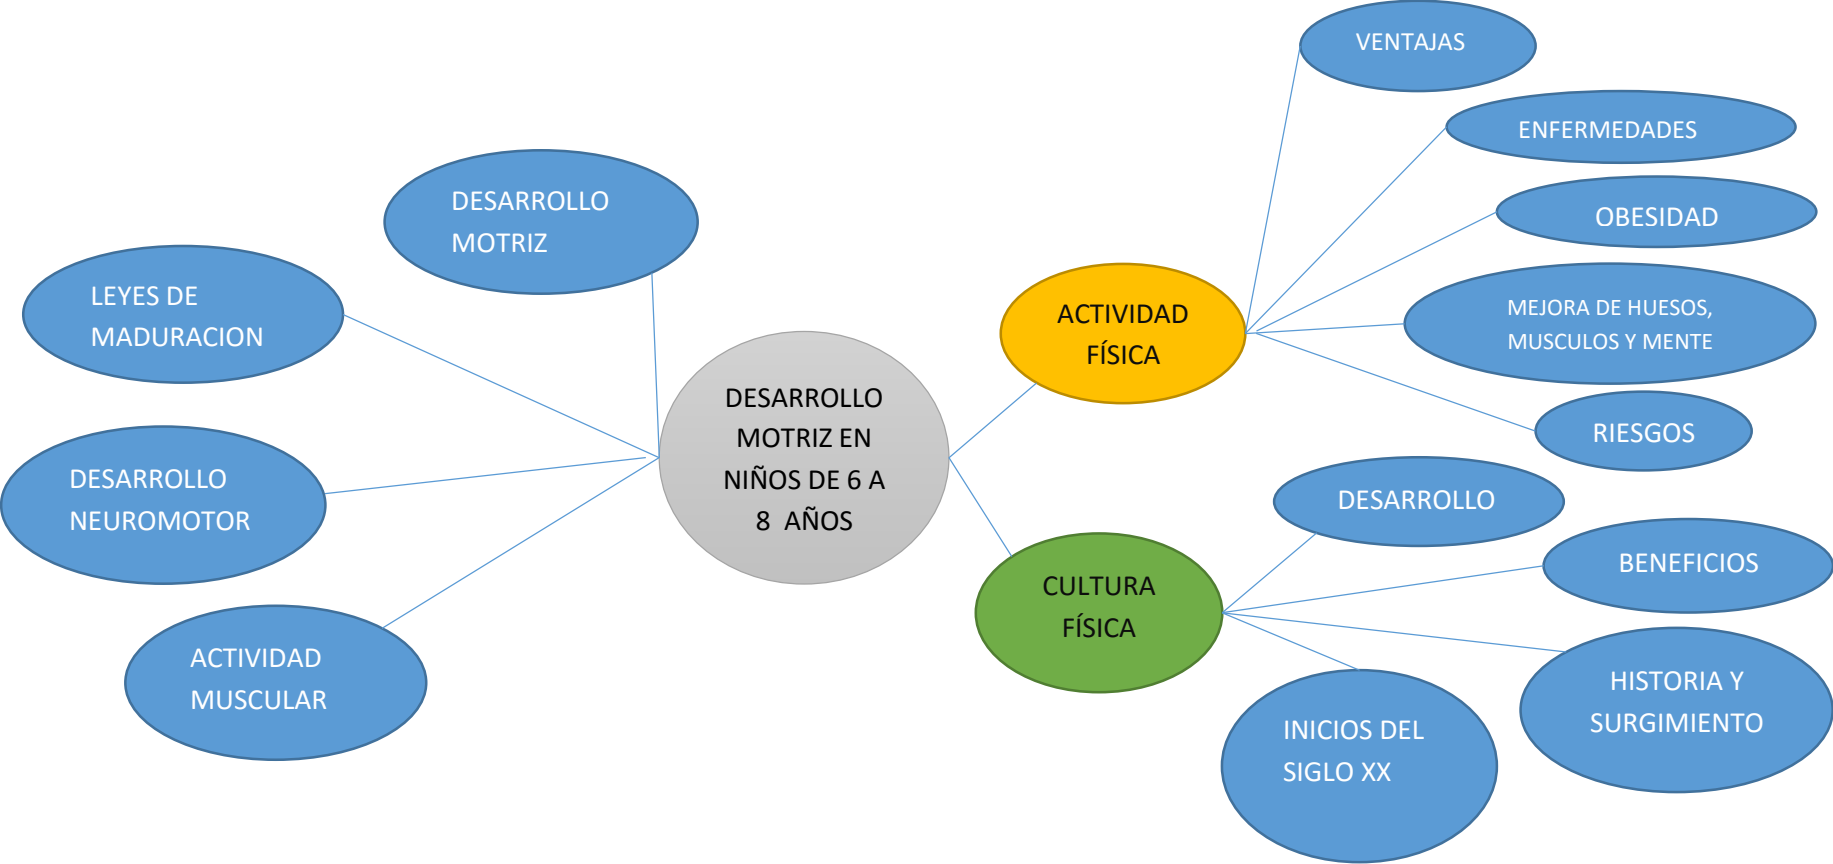 VENTAJAS
ENFERMEDADES
DESARROLLO
MOTRIZ
OBESIDAD
LEYES DE
MADURACION
ACTIVIDAD
FÍSICA
MEJORA DE HUESOS,
MUSCULOS Y MENTE
DESARROLLO
MOTRIZ EN
NIÑOS DE 6 A
8 AÑOS
RIESGOS
DESARROLLO
NEUROMOTOR
DESARROLLO
BENEFICIOS
CULTURA
FÍSICA
ACTIVIDAD
MUSCULAR
HISTORIA Y
SURGIMIENTO
INICIOS DEL
SIGLO XX